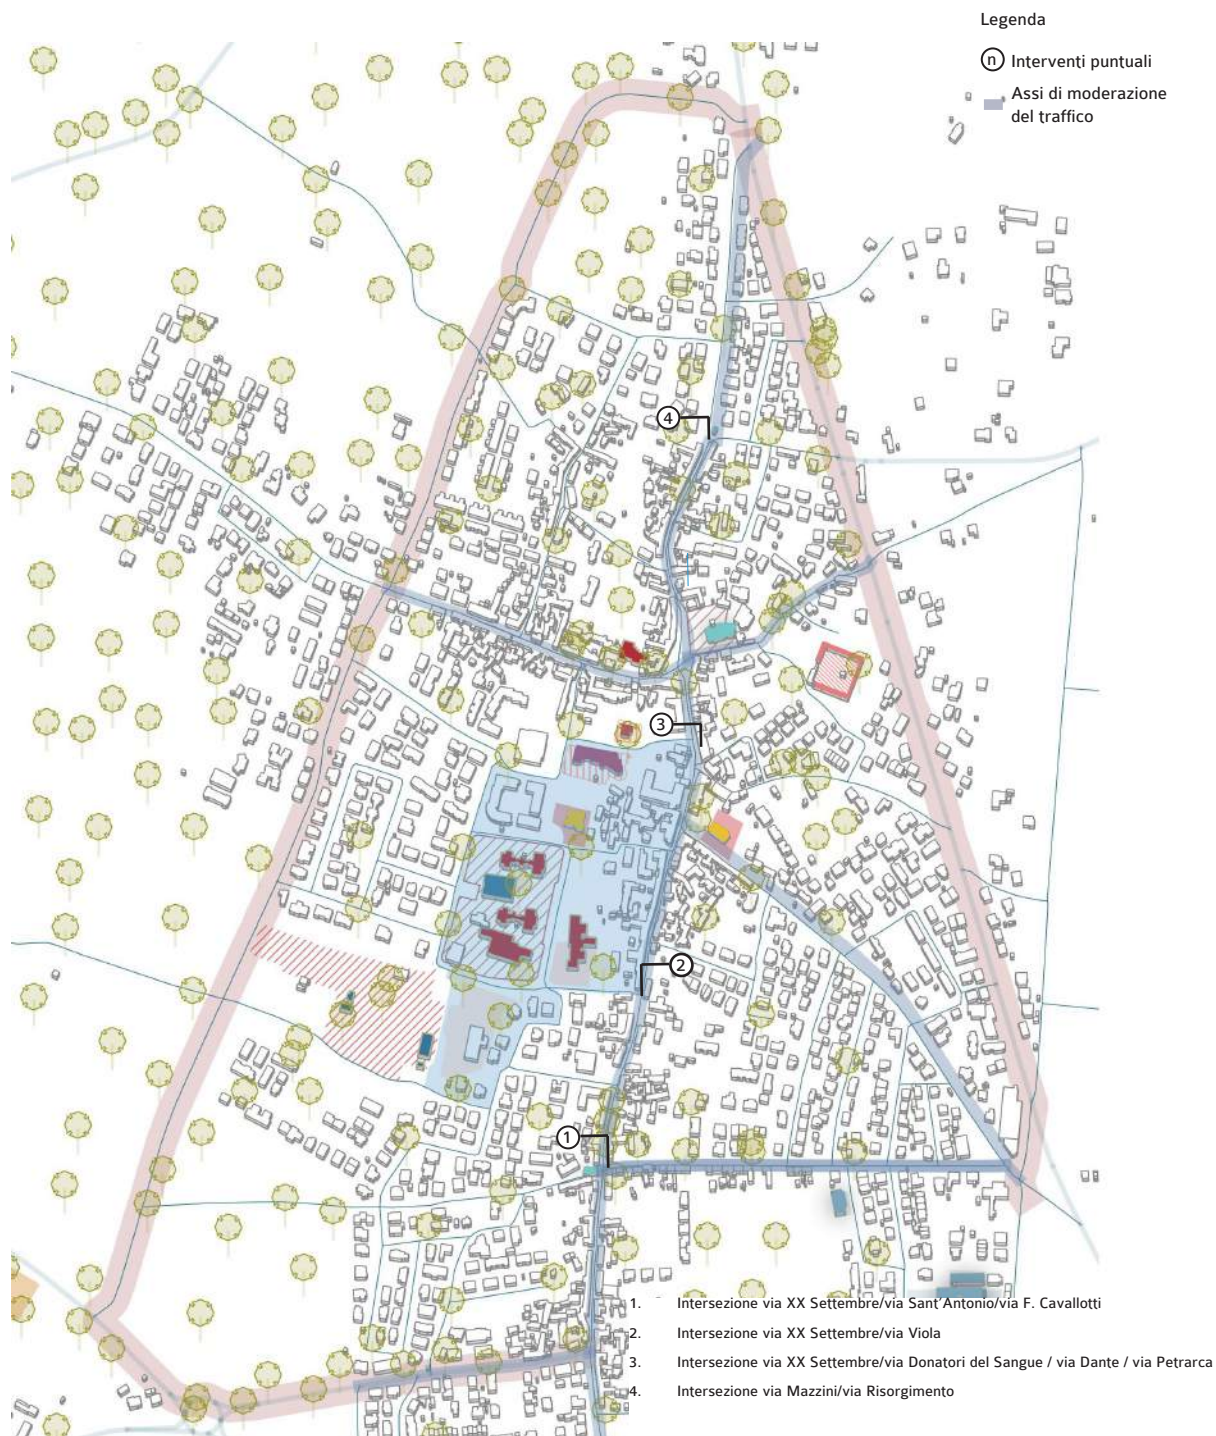 Legenda
n Interventi puntuali
Assi di moderazione
del traffico
4
3
2
1
1. Intersezione via XX Settembre/via Sant'Antonio/via F. Cavallotti
2. Intersezione via XX Settembre/via Viola
3. Intersezione via XX Settembre/via Donatori del Sangue / via Dante / via Petrarca
4. Intersezione via Mazzini/via Risorgimento